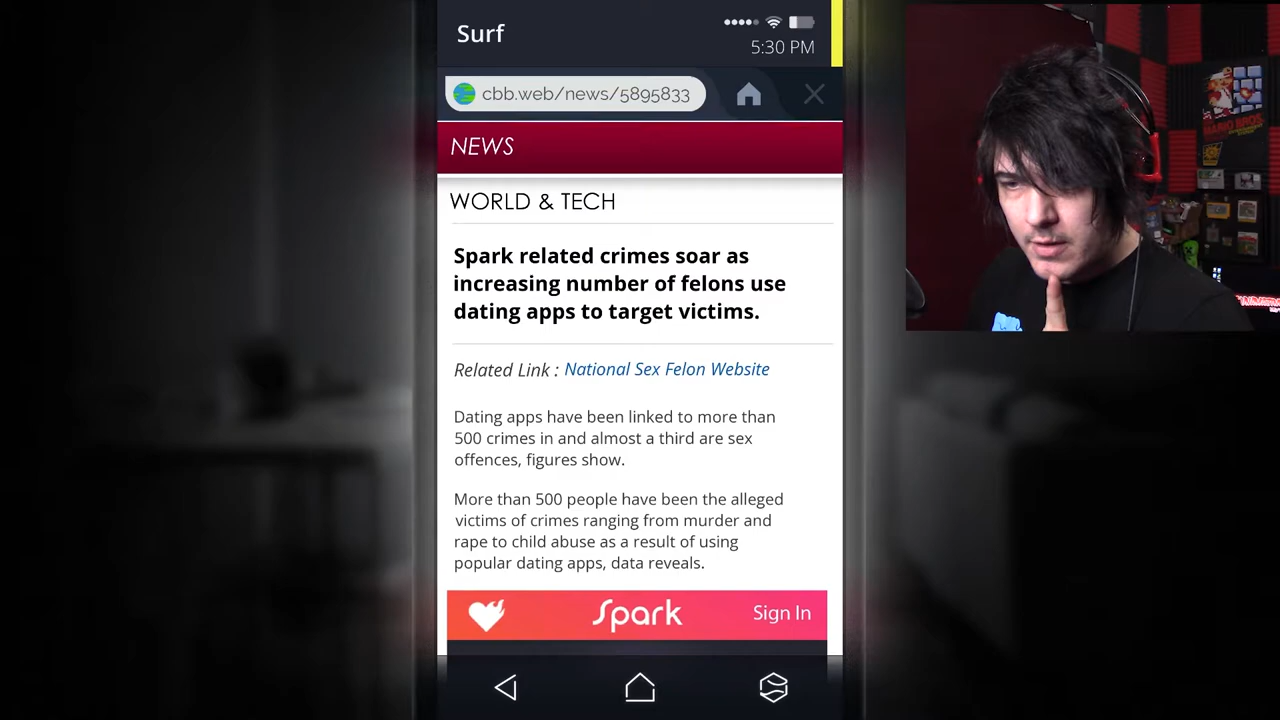 Surf
5:30 PM
cbb.web/news/5895833
NEWS
WORLD & TECH
Spark related crimes soar as
increasing number of felons use
dating apps to target victims.
Related Link : National Sex Felon Website
Dating apps have been linked to more than
500 crimes in and almost a third are sex
offences, figures show.
More than 500 people have been the alleged
victims of crimes ranging from murder and
rape to child abuse as a result of using
popular dating apps, data reveals.
Spark
Sign In
MARIO BROS.